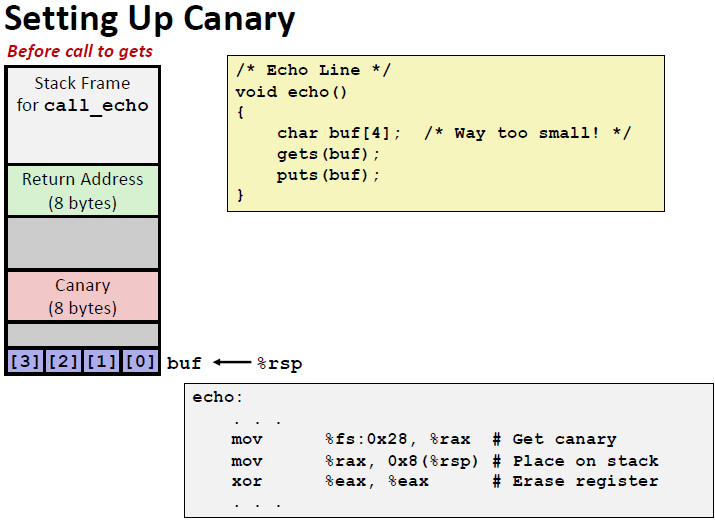 Setting Up Canary
Before call to gets
Stack Frame
for call_echo
Return Address
(8 bytes)
Canary
(8 bytes)
[3] [2] [1] [0] buf %rsp
/* Echo Line */
void echo()
{
    char buf[4];  /* Way too small! */
    gets(buf);
    puts(buf);
}
echo:
    . . .
    mov     %fs:0x28, %rax  # Get canary
    mov     %rax, 0x8(%rsp) # Place on stack
    xor     %eax, %eax      # Erase register
    . . .